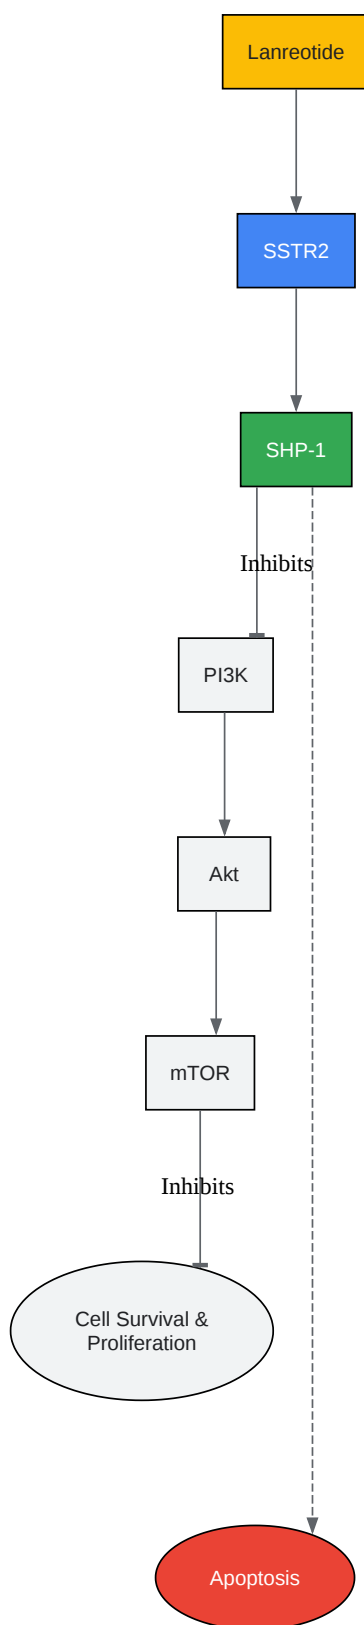 Lanreotide
SSTR2
SHP-1
Inhibits
PI3K
Akt
mTOR
Inhibits
Cell Survival &
Proliferation
Apoptosis